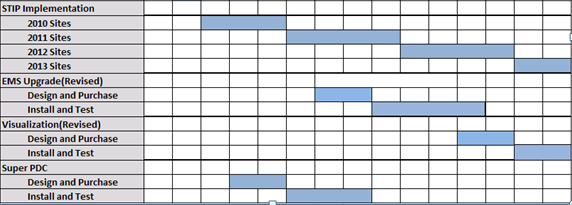 STIP Implementation
2010 Sites
2011 Sites
2012 Sites
2013 Sites
EMS Upgrade(Revised)
Design and Purchase
Install and Test
Visualization(Revised)
Design and Purchase
Install and Test
Super PDC
Design and Purchase
Install and Test